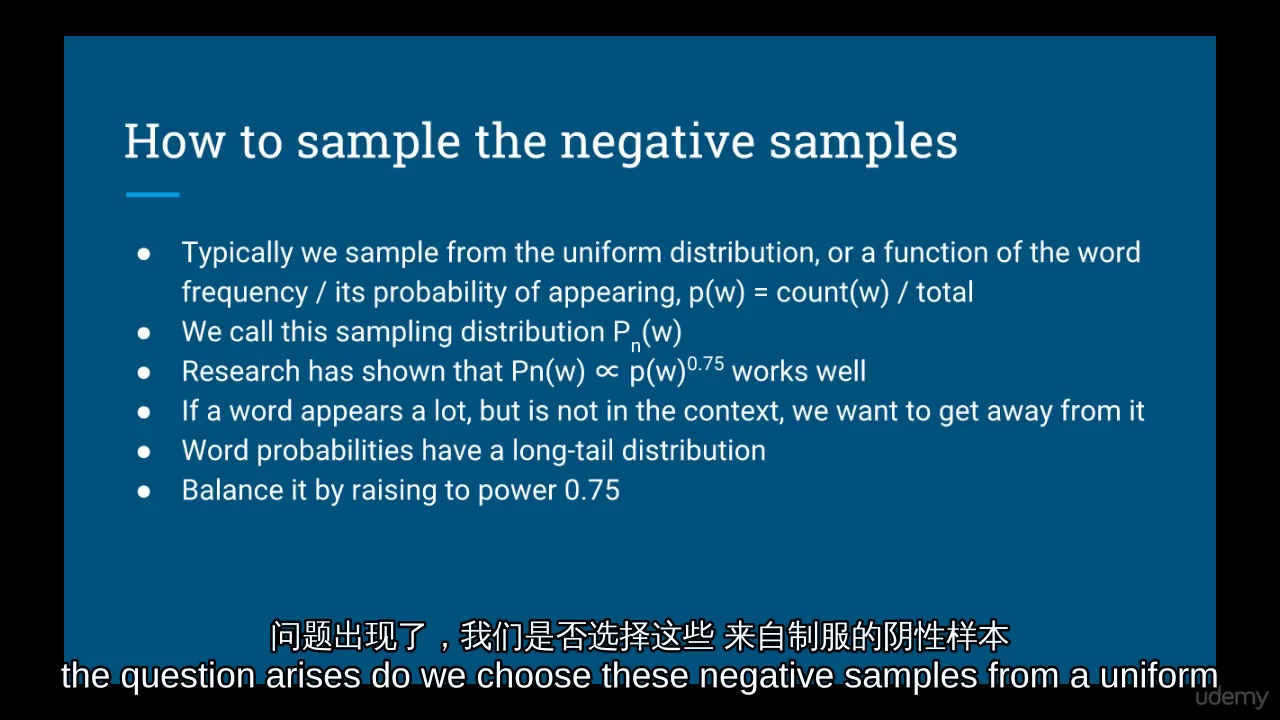 How to sample the negative samples
● Typically we sample from the uniform distribution, or a function of the word
frequency / its probability of appearing, p(w) = count(w) / total
● We call this sampling distribution Pn(w)
● Research has shown that Pn(w) ∝ p(w)^0.75 works well
● If a word appears a lot, but is not in the context, we want to get away from it
● Word probabilities have a long-tail distribution
● Balance it by raising to power 0.75
问题出现了，我们是否选择这些 来自制服的阴性样本
the question arises do we choose these negative samples from a uniform
udemy